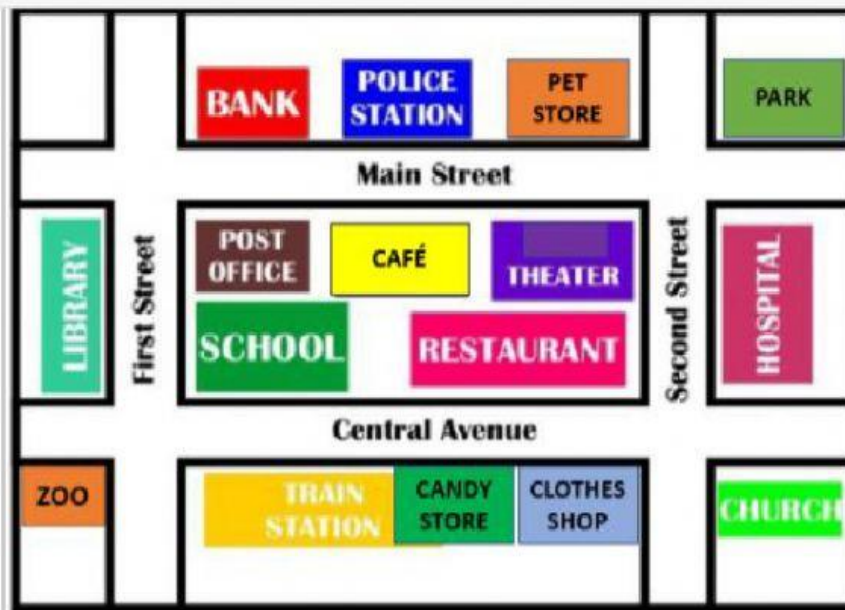 BANK
POLICE
STATION
PET
STORE
PARK
Main Street
LIBRARY
First Street
POST
OFFICE
CAFÉ
THEATER
Second Street
HOSPITAL
SCHOOL
RESTAURANT
Central Avenue
ZOO
TRAIN
STATION
CANDY
STORE
CLOTHES
SHOP
CHURCH